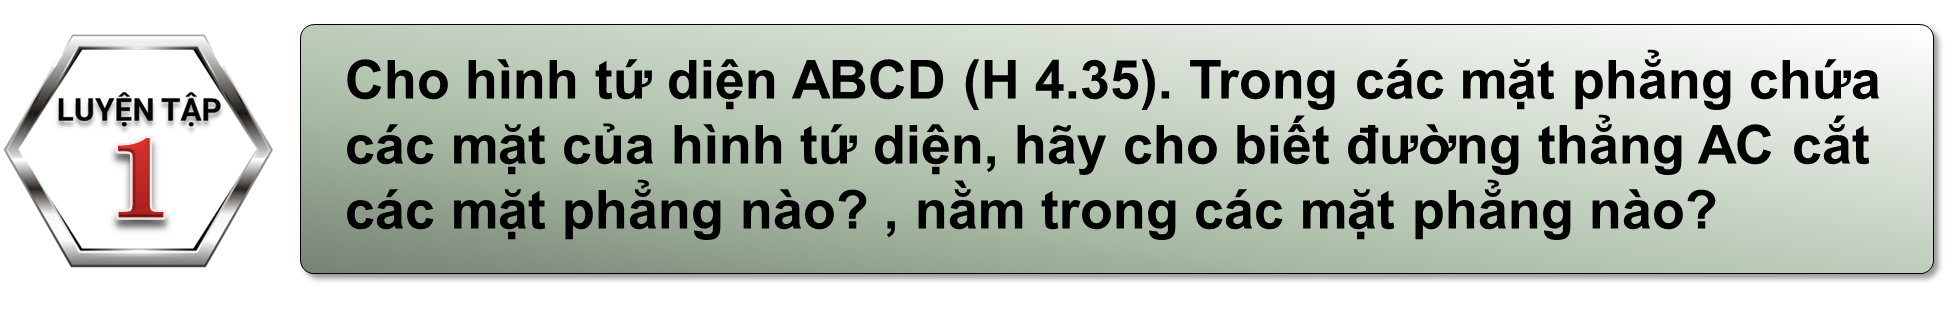 LUYỆN TẬP
1
Cho hình tứ diện ABCD (H 4.35). Trong các mặt phẳng chứa
các mặt của hình tứ diện, hãy cho biết đường thẳng AC cắt
các mặt phẳng nào? , nằm trong các mặt phẳng nào?